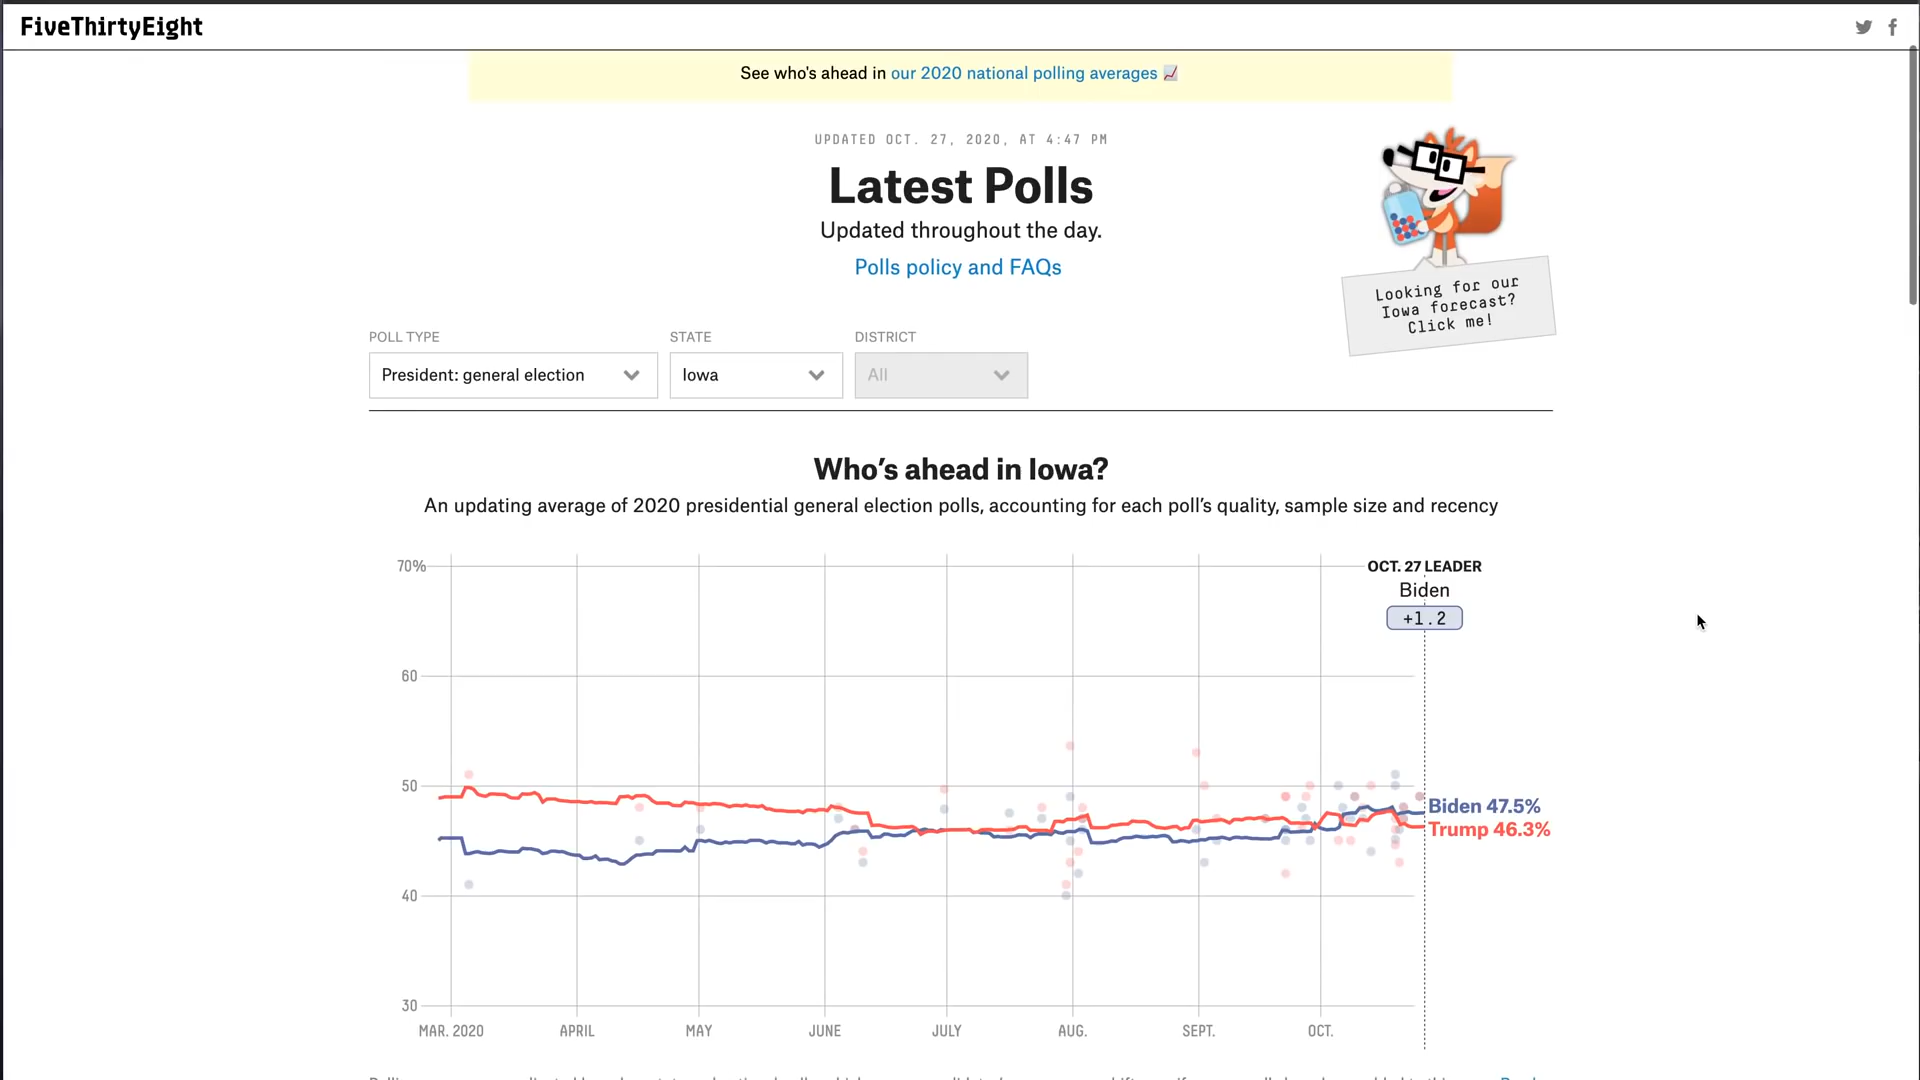 FiveThirtyEight
See who's ahead in our 2020 national polling averages
UPDATED OCT. 27, 2020, AT 4:47 PM
Latest Polls
Updated throughout the day.
Polls policy and FAQs
Looking for our
Iowa forecast?
Click me!
POLL TYPE
STATE
DISTRICT
President: general election
Iowa
All
Who’s ahead in Iowa?
An updating average of 2020 presidential general election polls, accounting for each poll’s quality, sample size and recency
70%
OCT. 27 LEADER
Biden
+1.2
60
50
Biden 47.5%
Trump 46.3%
40
30
MAR. 2020
APRIL
MAY
JUNE
JULY
AUG.
SEPT.
OCT.